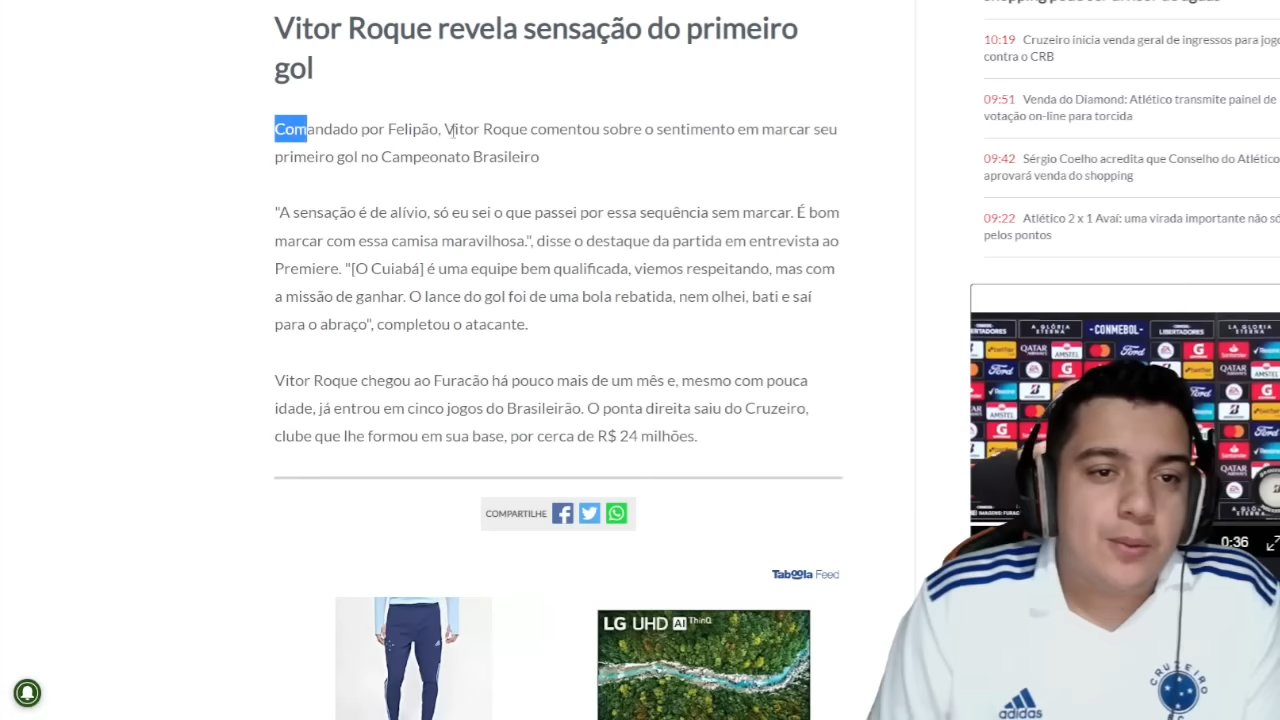 Vitor Roque revela sensação do primeiro
gol
Comandado por Felipão, Vitor Roque comentou sobre o sentimento em marcar seu
primeiro gol no Campeonato Brasileiro
"A sensação é de alívio, só eu sei o que passei por essa sequência sem marcar. É bom
marcar com essa camisa maravilhosa.", disse o destaque da partida em entrevista ao
Premiere. "[O Cuiabá] é uma equipe bem qualificada, viemos respeitando, mas com
a missão de ganhar. O lance do gol foi de uma bola rebatida, nem olhei, bati e saí
para o abraço", completou o atacante.
Vitor Roque chegou ao Furacão há pouco mais de um mês e, mesmo com pouca
idade, já entrou em cinco jogos do Brasileirão. O ponta direita saiu do Cruzeiro,
clube que lhe formou em sua base, por cerca de R$ 24 milhões.
COMPARTILHE
Taboola Feed
LG UHD AI ThinQ
10:19 Cruzeiro inicia venda geral de ingressos para jogo
contra o CRB
09:51 Venda do Diamond: Atlético transmite painel de
votação on-line para torcida
09:42 Sérgio Coelho acredita que Conselho do Atlético
aprovará venda do shopping
09:22 Atlético 2 x 1 Avaí: uma virada importante não só
pelos pontos
A GLÓRIA ETERNA
CONMEBOL
LIBERTADORES
betfair
QATAR AIRWAYS
AMSTEL
Ford
0:36
CRUZEIRO
adidas